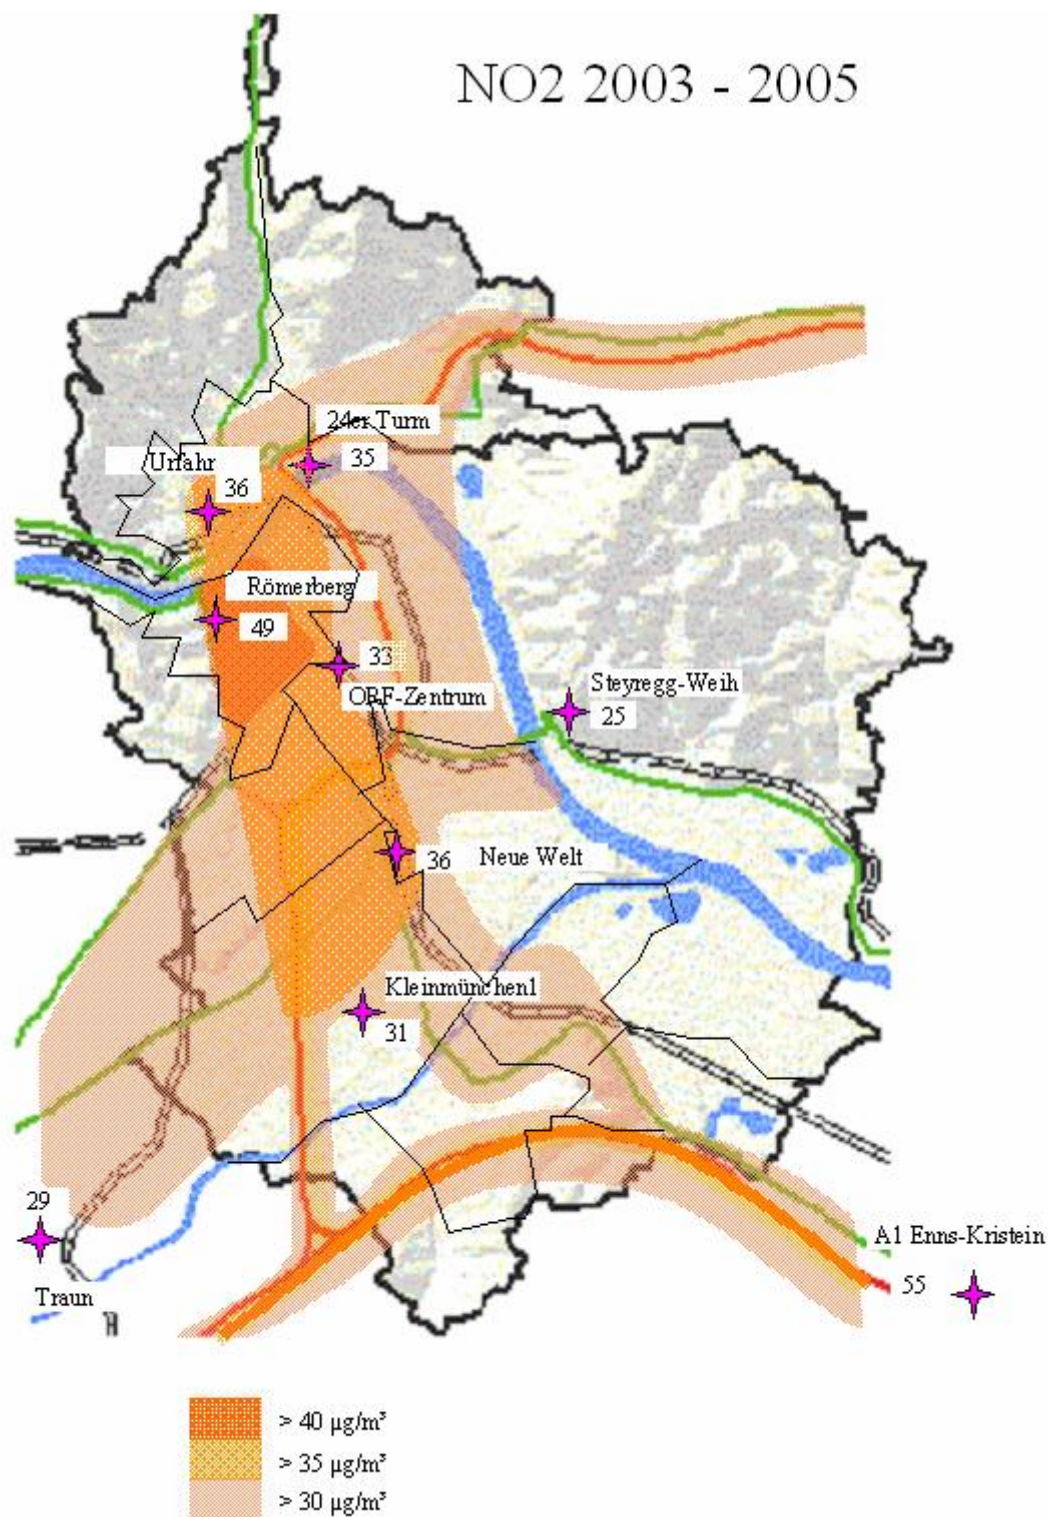 NO2 2003 - 2005
24er Turm
35
Urfahr
36
Römerberg
49
33
ORF-Zentrum
Steyregg-Weih
25
36
Neue Welt
Kleinmünchen1
31
29
Traun
A1 Enns-Kristein
55
> 40 µg/m³
> 35 µg/m³
> 30 µg/m³